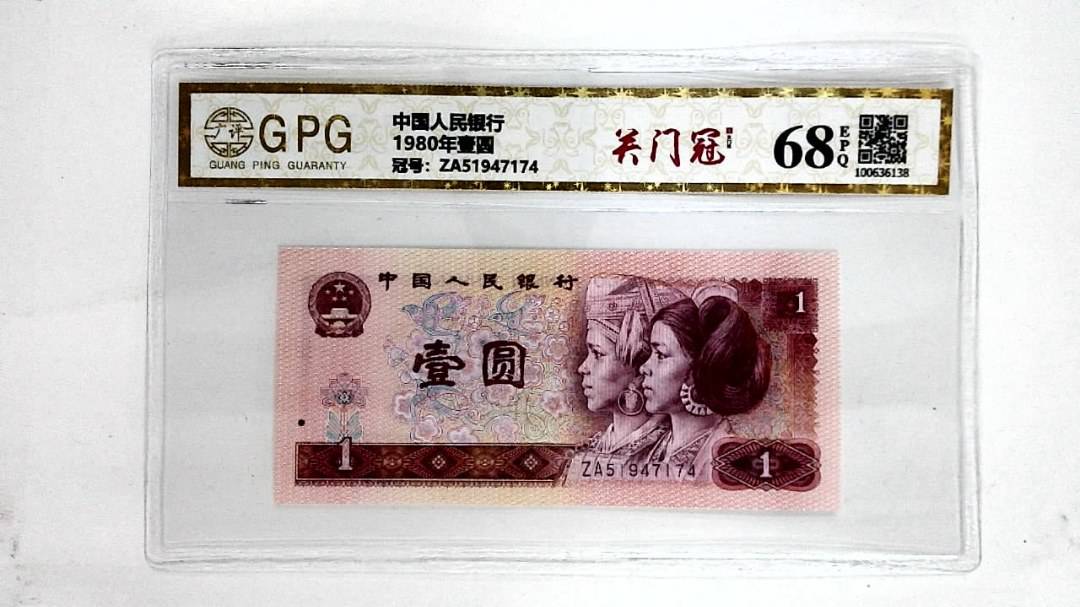 广评
GPG
GUANG PING GUARANTY
中国人民银行
1980年壹圆
冠号：ZA51947174
关门冠
68
EPQ
100636138
中国人民银行
1
壹圆
1
ZA51947174
1